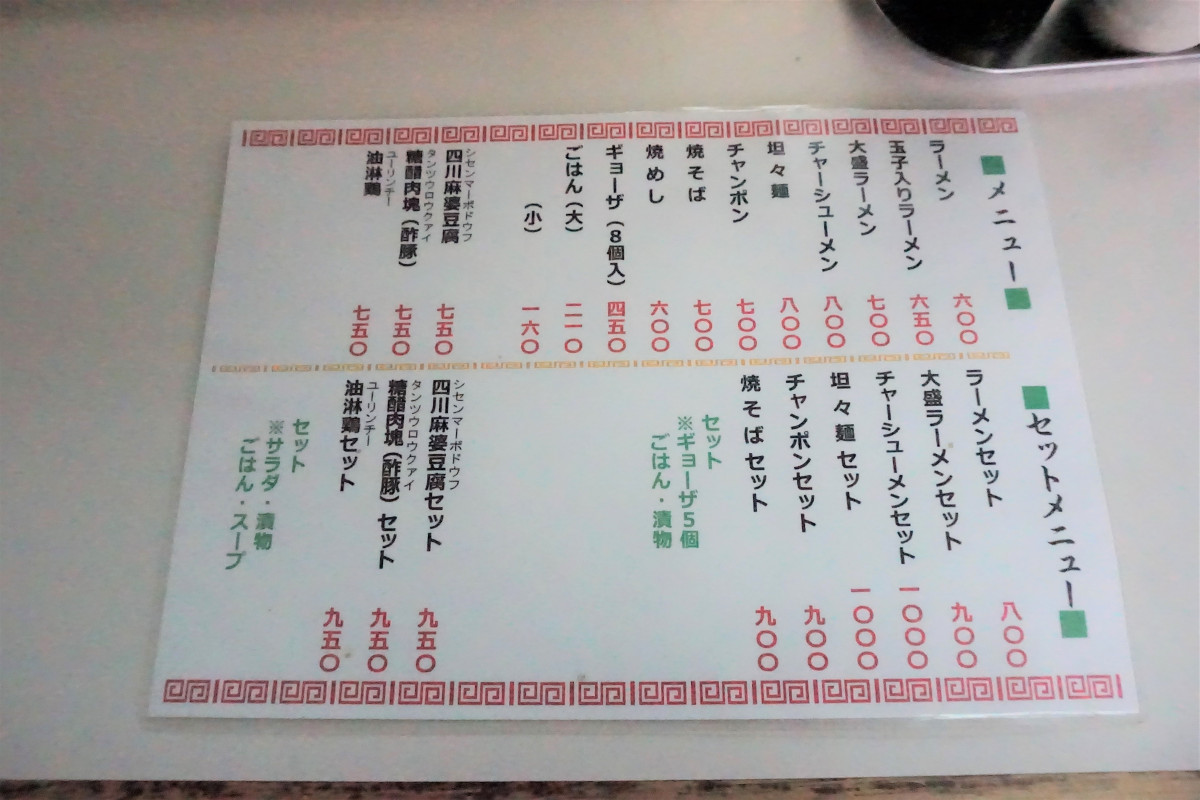 ■メニュー■
ラーメン 六〇〇
玉子入りラーメン 六五〇
大盛ラーメン 七〇〇
チャーシューメン 八〇〇
坦々麺 八〇〇
チャンポン 七〇〇
焼そば 七〇〇
焼めし 六〇〇
ギョーザ(8個入) 四五〇
ごはん(大) 二一〇
(小) 一六〇
シセンマーボドウフ
四川麻婆豆腐 七五〇
タンツウロウクァイ
糖醋肉塊(酢豚) 七五〇
ユーリンチー
油淋鶏 七五〇
■セットメニュー■
ラーメンセット 八〇〇
大盛ラーメンセット 九〇〇
チャーシューメンセット 一〇〇〇
坦々麺セット 一〇〇〇
チャンポンセット 九〇〇
焼そばセット 九〇〇
セット
※ギョーザ5個
ごはん・漬物
シセンマーボドウフ
四川麻婆豆腐セット 九五〇
タンツウロウクァイ
糖醋肉塊(酢豚)セット 九五〇
ユーリンチー
油淋鶏セット 九五〇
セット
※サラダ・漬物
ごはん・スープ